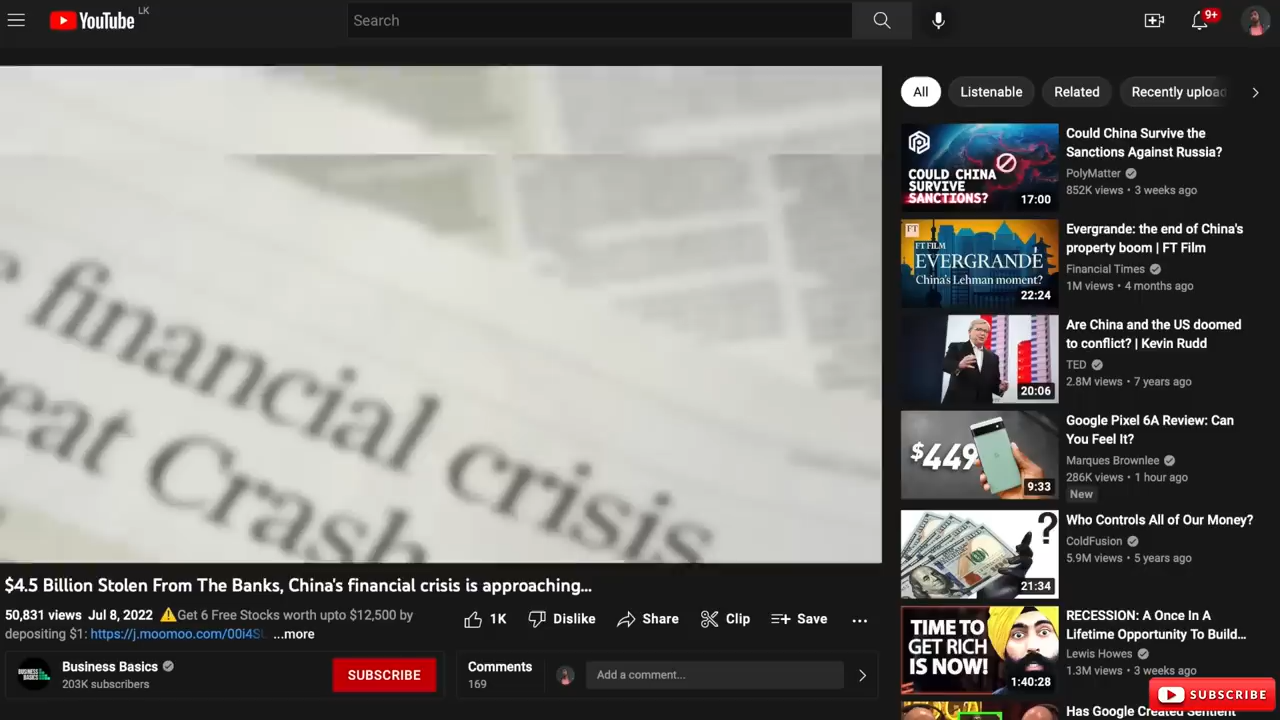 YouTube
LK
Search
9+
financial crisis
eat Crash
All
Listenable
Related
Recently uploa
COULD CHINA
SURVIVE
SANCTIONS?
17:00
Could China Survive the
Sanctions Against Russia?
PolyMatter
852K views • 3 weeks ago
FT
FT FILM
EVERGRANDE
China's Lehman moment?
22:24
Evergrande: the end of China's
property boom | FT Film
Financial Times
1M views • 4 months ago
20:06
Are China and the US doomed
to conflict? | Kevin Rudd
TED
2.8M views • 7 years ago
$449
9:33
Google Pixel 6A Review: Can
You Feel It?
Marques Brownlee
286K views • 1 hour ago
New
?
21:34
Who Controls All of Our Money?
ColdFusion
5.9M views • 5 years ago
TIME TO
GET RICH
IS NOW!
1:40:28
RECESSION: A Once In A
Lifetime Opportunity To Build...
Lewis Howes
1.3M views • 3 weeks ago
Has Google Created Sentient
SUBSCRIBE
$4.5 Billion Stolen From The Banks, China's financial crisis is approaching...
50,831 views Jul 8, 2022 ⚠️Get 6 Free Stocks worth upto $12,500 by
depositing $1: https://j.moomoo.com/00i4S ...more
1K
Dislike
Share
Clip
Save
BUSINESS
BASICS
Business Basics
203K subscribers
SUBSCRIBE
Comments
169
Add a comment...